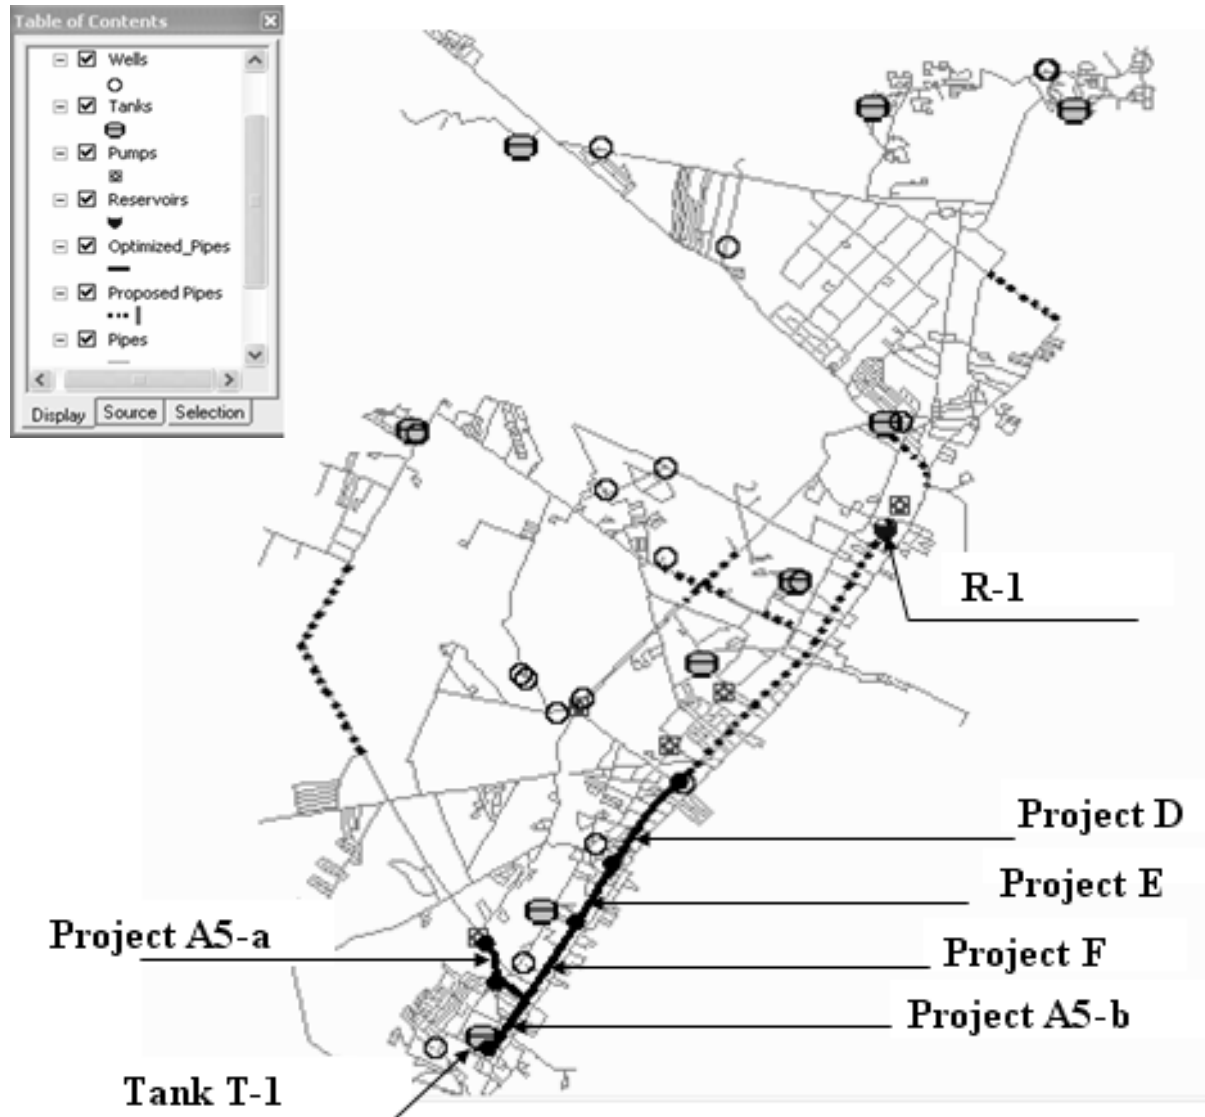 Table of Contents
Wells
Tanks
Pumps
Reservoirs
Optimized_Pipes
Proposed Pipes
Pipes
Display Source Selection
R-1
Project D
Project E
Project A5-a
Project F
Project A5-b
Tank T-1